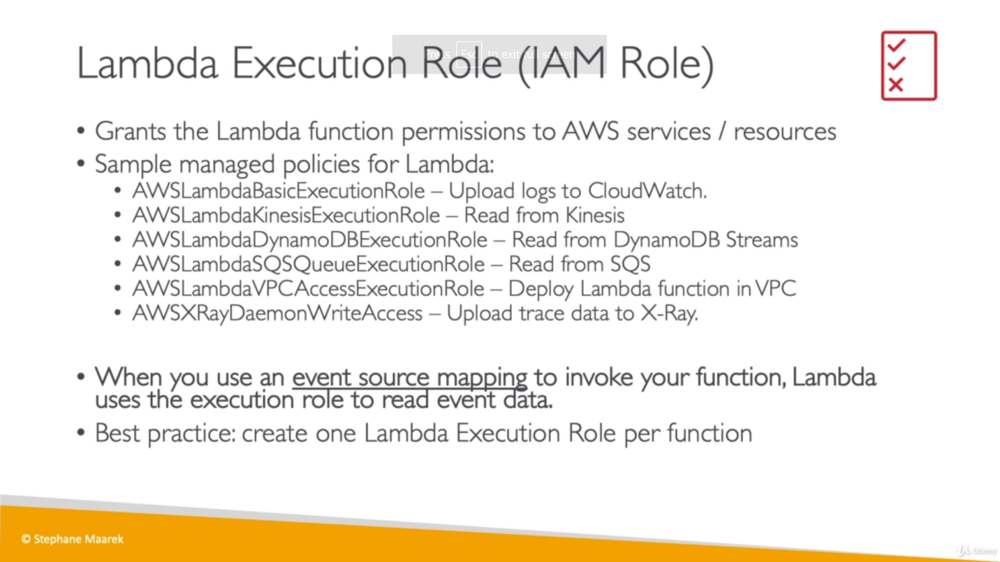 Press Esc to exit full screen
Lambda Execution Role (IAM Role)
• Grants the Lambda function permissions to AWS services / resources
• Sample managed policies for Lambda:
• AWSLambdaBasicExecutionRole – Upload logs to CloudWatch.
• AWSLambdaKinesisExecutionRole – Read from Kinesis
• AWSLambdaDynamoDBExecutionRole – Read from DynamoDB Streams
• AWSLambdaSQSQueueExecutionRole – Read from SQS
• AWSLambdaVPCAccessExecutionRole – Deploy Lambda function in VPC
• AWSXRayDaemonWriteAccess – Upload trace data to X-Ray.
• When you use an event source mapping to invoke your function, Lambda
uses the execution role to read event data.
• Best practice: create one Lambda Execution Role per function
© Stephane Maarek
Udemy